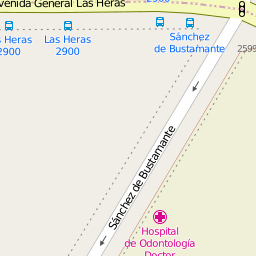 venida General Las Heras
Sánchez
de Bustamante
Las Heras
2900
s Heras
2900
2599
Sánchez de Bustamante
Hospital
de Odontología
Doctor